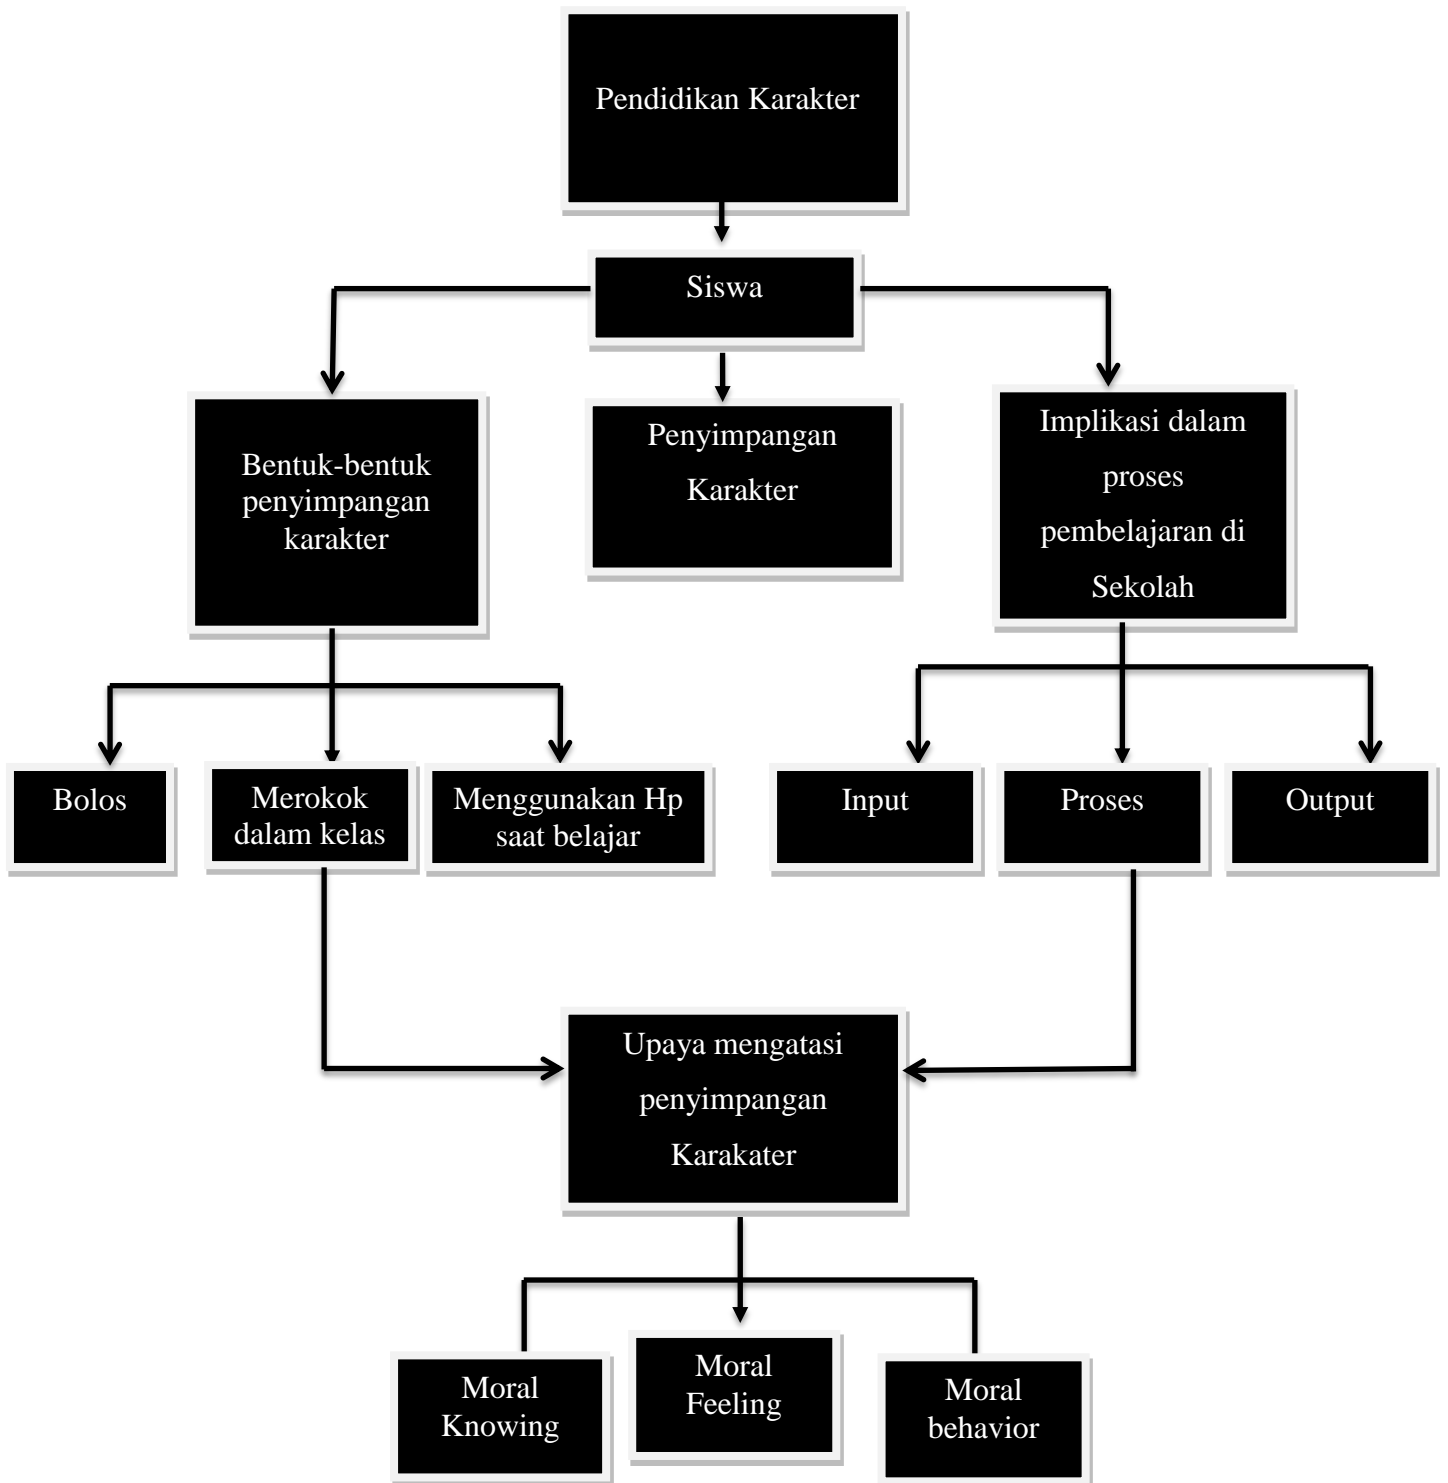 Pendidikan Karakter
Siswa
Bentuk-bentuk
penyimpangan
karakter
Penyimpangan
Karakter
Implikasi dalam
proses
pembelajaran di
Sekolah
Bolos
Merokok
dalam kelas
Menggunakan Hp
saat belajar
Input
Proses
Output
Upaya mengatasi
penyimpangan
Karakater
Moral
Knowing
Moral
Feeling
Moral
behavior